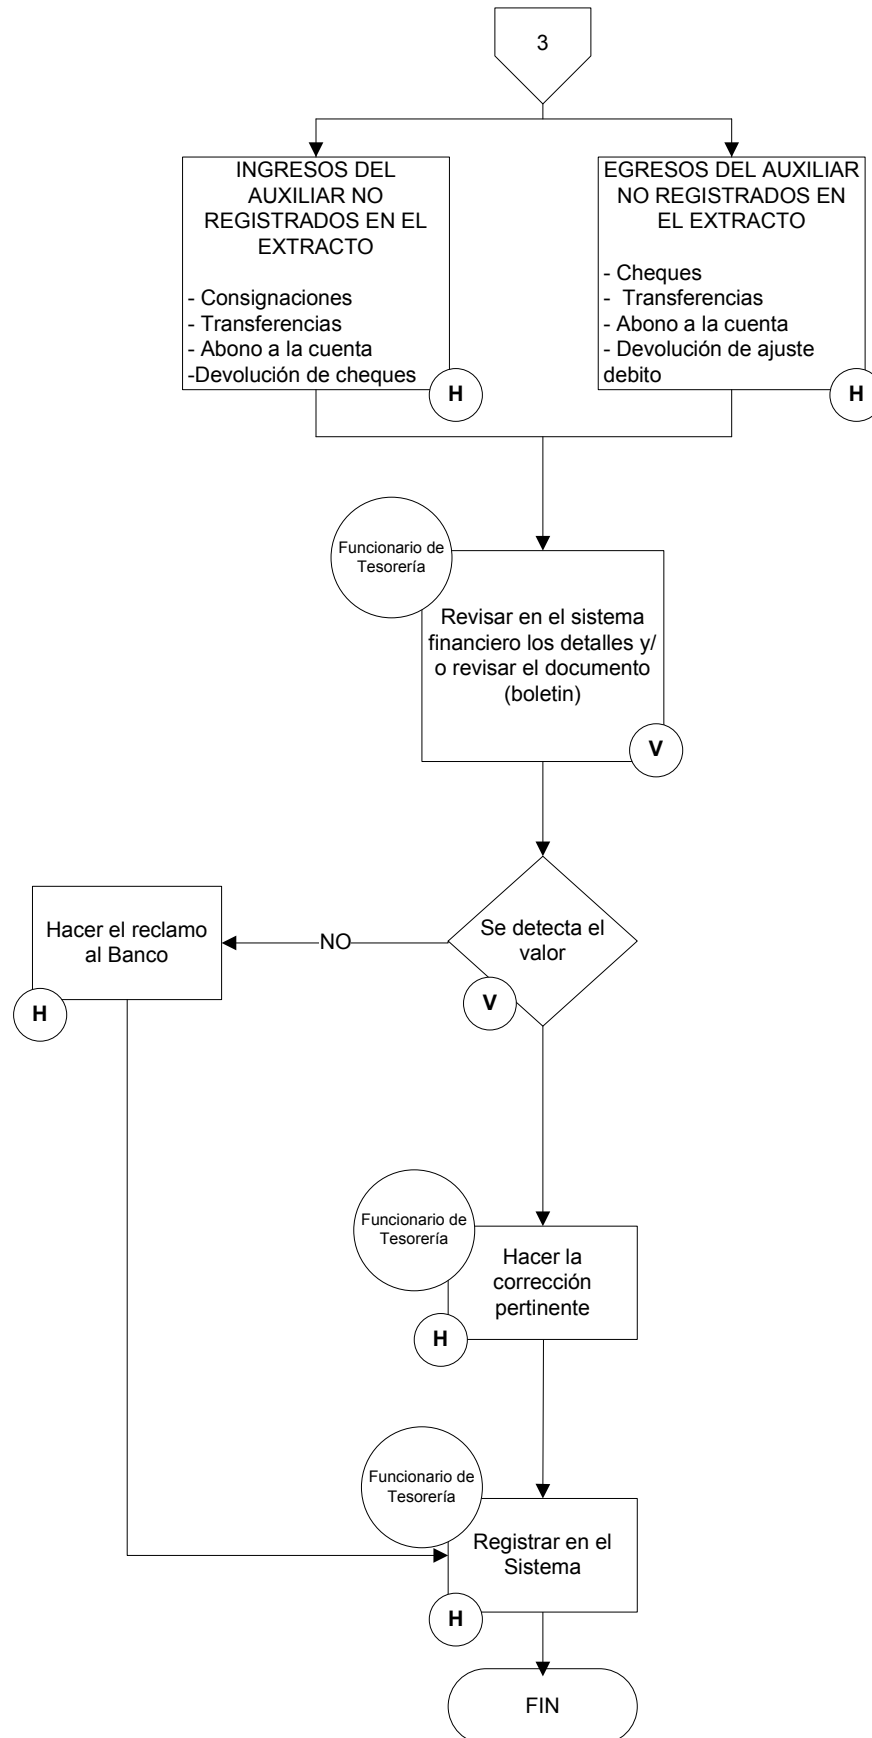 3
INGRESOS DEL
AUXILIAR NO
REGISTRADOS EN EL
EXTRACTO
- Consignaciones
- Transferencias
- Abono a la cuenta
-Devolución de cheques
H
EGRESOS DEL AUXILIAR
NO REGISTRADOS EN
EL EXTRACTO
- Cheques
-  Transferencias
- Abono a la cuenta
- Devolución de ajuste
debito
H
Funcionario de
Tesorería
Revisar en el sistema
financiero los detalles y/
o revisar el documento
(boletin)
V
Se detecta el
valor
V
NO
Hacer el reclamo
al Banco
H
Funcionario de
Tesorería
Hacer la
corrección
pertinente
H
Funcionario de
Tesorería
Registrar en el
Sistema
H
FIN